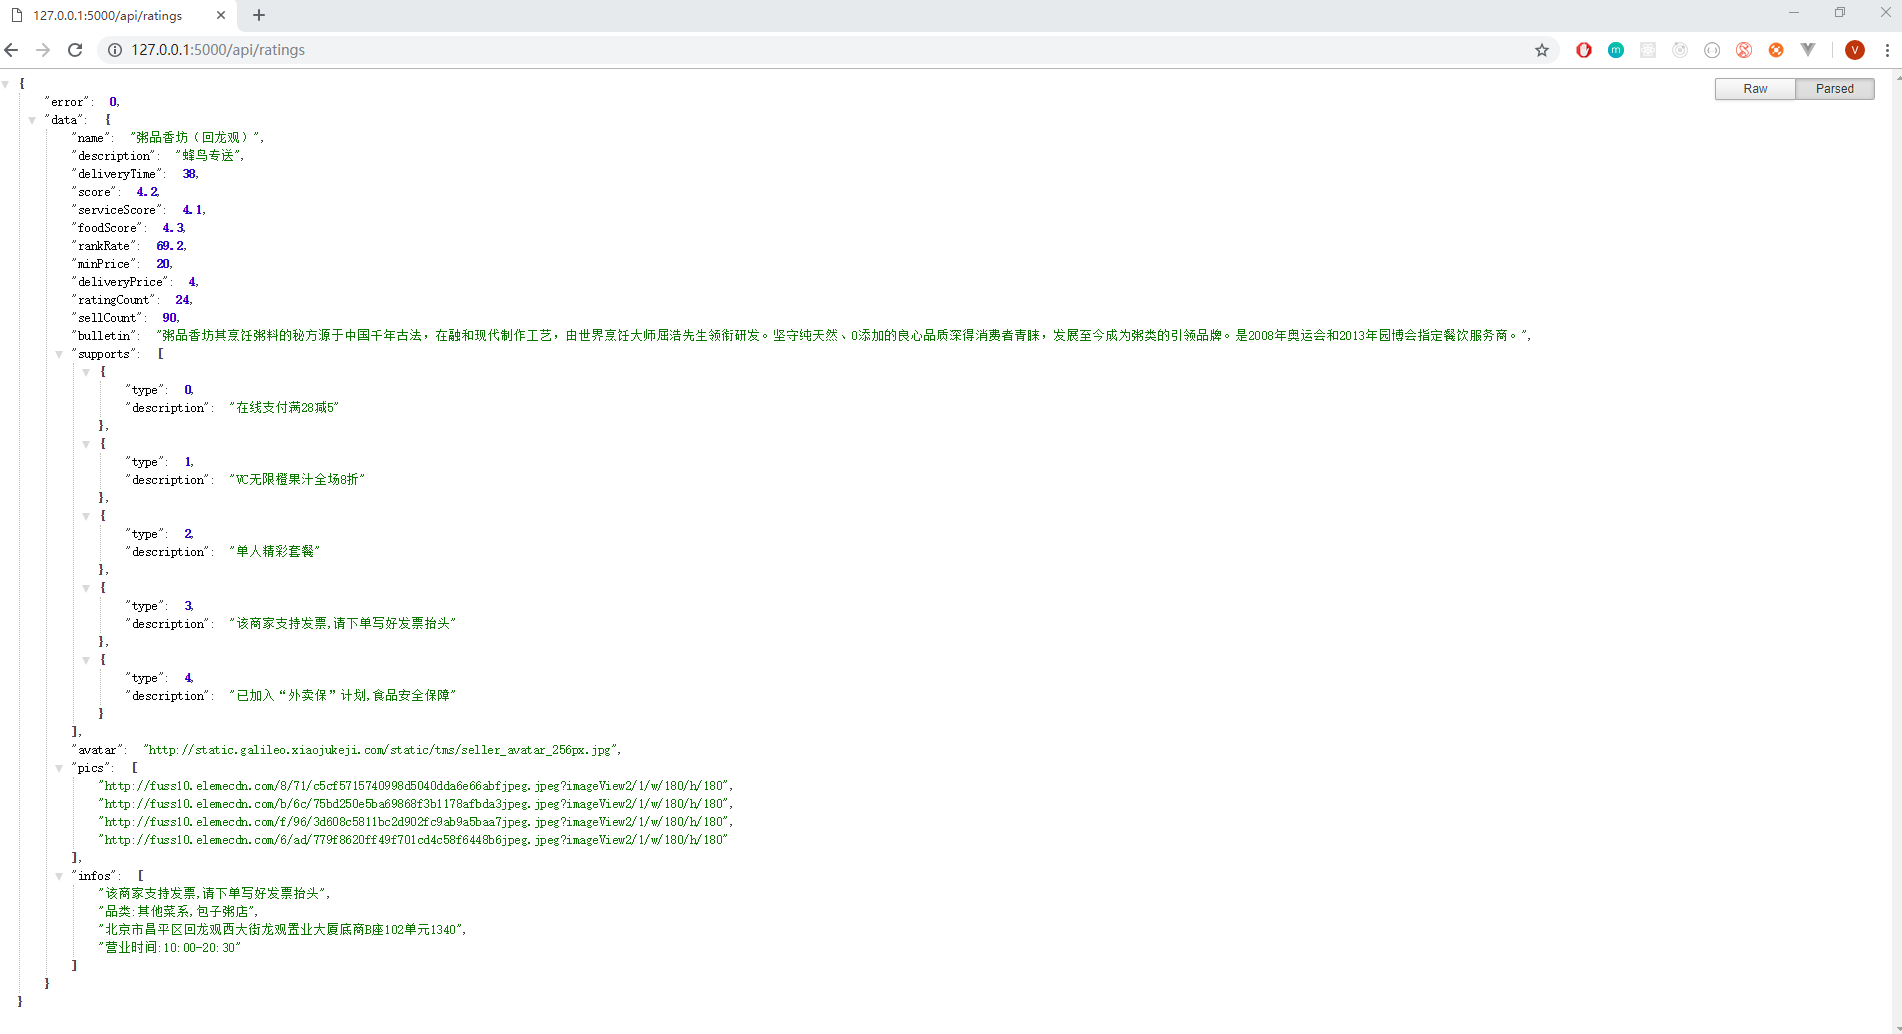 127.0.0.1:5000/api/ratings
127.0.0.1:5000/api/ratings
m
V
Raw
Parsed
{
"error": 0,
"data": {
"name": "粥品香坊（回龙观）",
"description": "蜂鸟专送",
"deliveryTime": 38,
"score": 4.2,
"serviceScore": 4.1,
"foodScore": 4.3,
"rankRate": 69.2,
"minPrice": 20,
"deliveryPrice": 4,
"ratingCount": 24,
"sellCount": 90,
"bulletin": "粥品香坊其烹饪粥料的秘方源于中国千年古法，在融和现代制作工艺，由世界烹饪大师屈浩先生领衔研发。坚守纯天然、0添加的良心品质深得消费者青睐，发展至今成为粥类的引领品牌。是2008年奥运会和2013年园博会指定餐饮服务商。",
"supports": [
{
"type": 0,
"description": "在线支付满28减5"
},
{
"type": 1,
"description": "VC无限橙果汁全场8折"
},
{
"type": 2,
"description": "单人精彩套餐"
},
{
"type": 3,
"description": "该商家支持发票,请下单写好发票抬头"
},
{
"type": 4,
"description": "已加入“外卖保”计划,食品安全保障"
}
],
"avatar": "http://static.galileo.xiaojukeji.com/static/tms/seller_avatar_256px.jpg",
"pics": [
"http://fuss10.elemecdn.com/8/71/c5cf5715740998d5040dda6e66abfjpeg.jpeg?imageView2/1/w/180/h/180",
"http://fuss10.elemecdn.com/b/6c/75bd250e5ba69868f3b1178afbda3jpeg.jpeg?imageView2/1/w/180/h/180",
"http://fuss10.elemecdn.com/f/96/3d608c5811bc2d902fc9ab9a5baa7jpeg.jpeg?imageView2/1/w/180/h/180",
"http://fuss10.elemecdn.com/6/ad/779f8620ff49f701cd4c58f6448b6jpeg.jpeg?imageView2/1/w/180/h/180"
],
"infos": [
"该商家支持发票,请下单写好发票抬头",
"品类:其他菜系,包子粥店",
"北京市昌平区回龙观西大街龙观置业大厦底商B座102单元1340",
"营业时间:10:00-20:30"
]
}
}